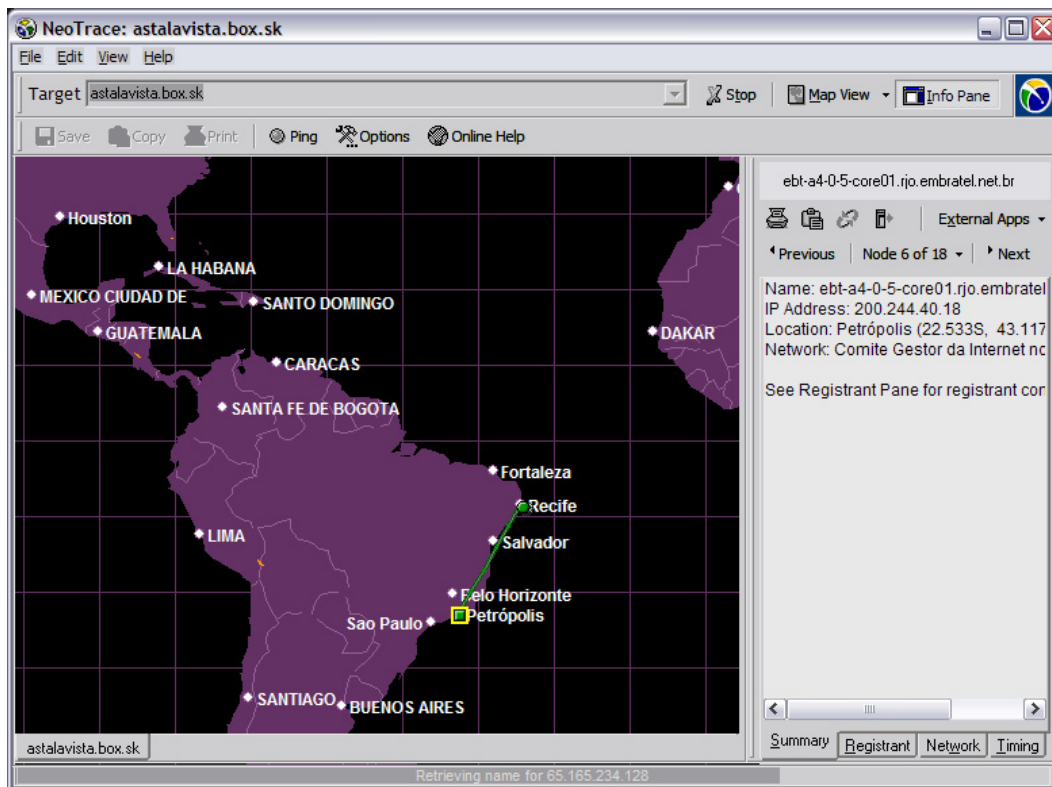 NeoTrace: astalavista.box.sk
File Edit View Help
Target astalavista.box.sk Stop Map View Info Pane
Save Copy Print Ping Options Online Help
ebt-a4-0-5-core01.rjo.embratel.net.br
External Apps
Previous Node 6 of 18 Next
Name: ebt-a4-0-5-core01.rjo.embratel
IP Address: 200.244.40.18
Location: Petrópolis (22.533S, 43.117
Network: Comite Gestor da Internet no
See Registrant Pane for registrant con
Houston
LA HABANA
MEXICO CIUDAD DE
SANTO DOMINGO
GUATEMALA
DAKAR
CARACAS
SANTA FE DE BOGOTA
Fortaleza
Recife
LIMA
Salvador
Belo Horizonte
Petrópolis
Sao Paulo
SANTIAGO
BUENOS AIRES
Summary Registrant Network Timing
astalavista.box.sk
Retrieving name for 65.165.234.128